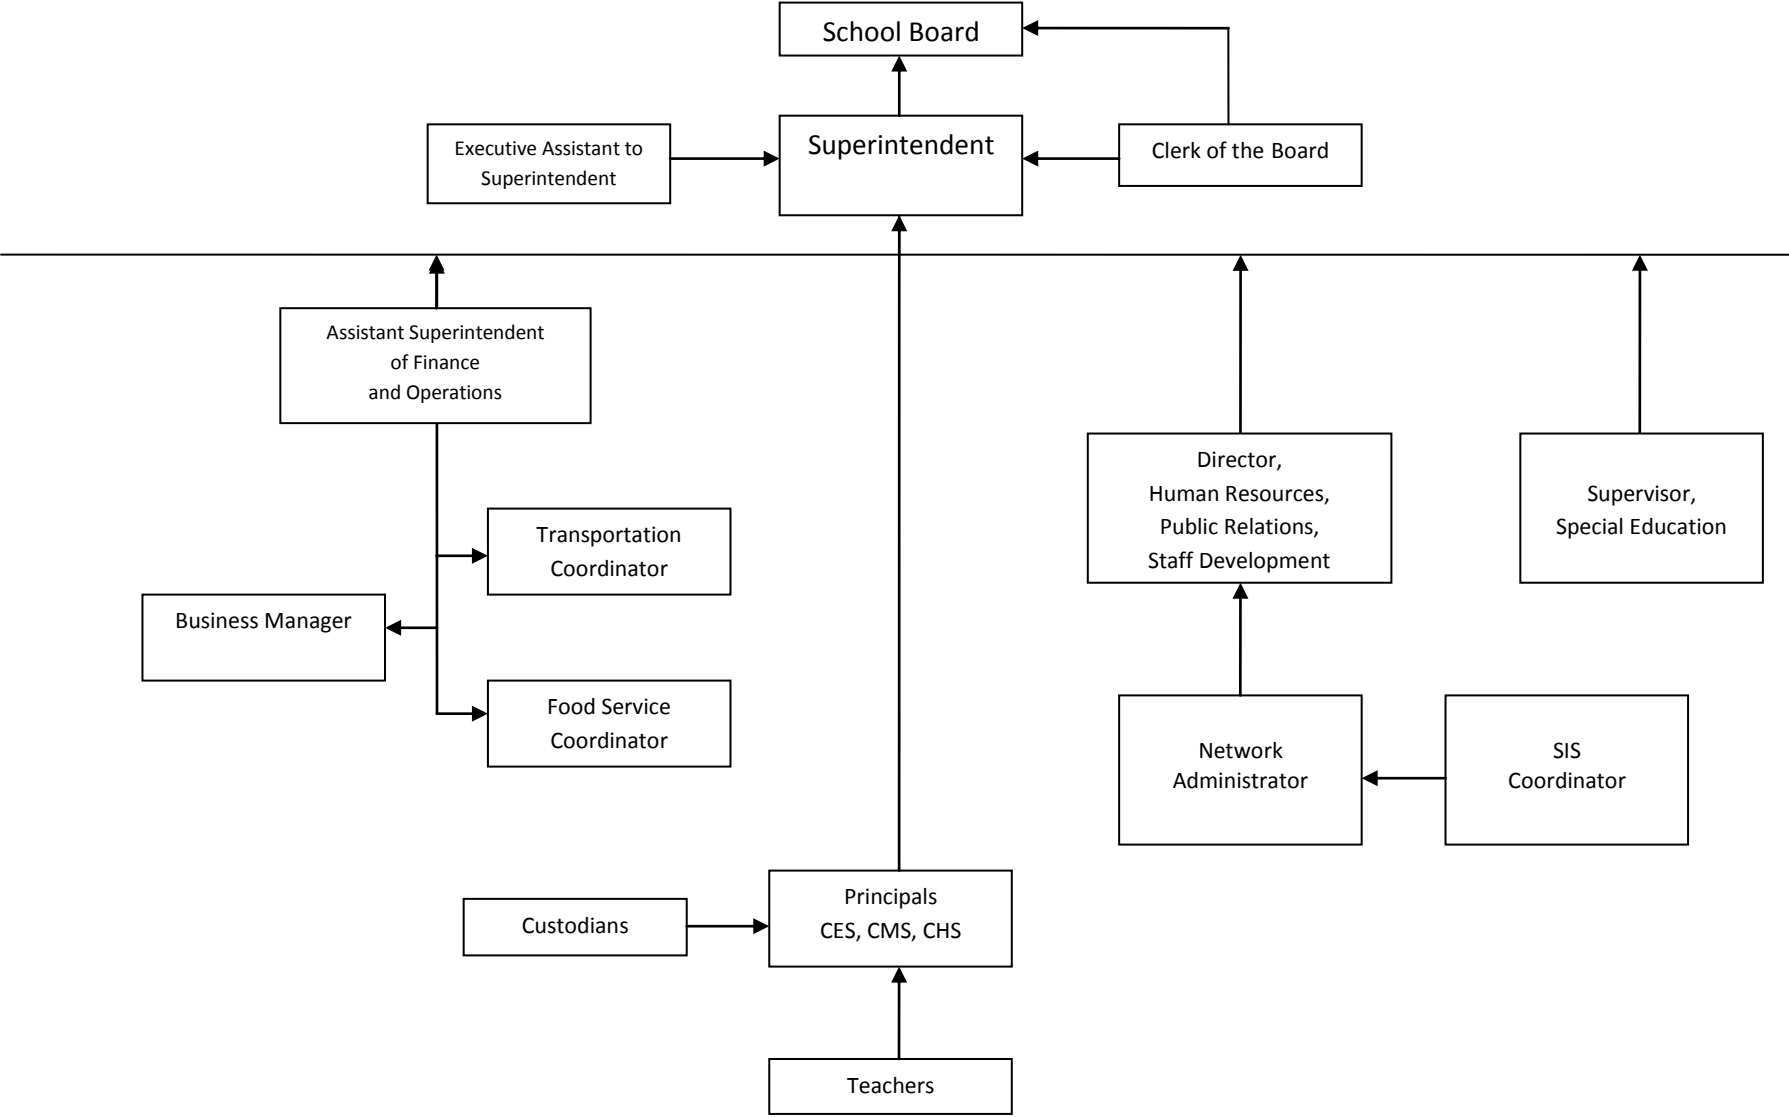 School Board
Executive Assistant to
Superintendent
Superintendent
Clerk of the Board
Assistant Superintendent
of Finance
and Operations
Director,
Human Resources,
Public Relations,
Staff Development
Supervisor,
Special Education
Transportation
Coordinator
Business Manager
Food Service
Coordinator
Network
Administrator
SIS
Coordinator
Custodians
Principals
CES, CMS, CHS
Teachers